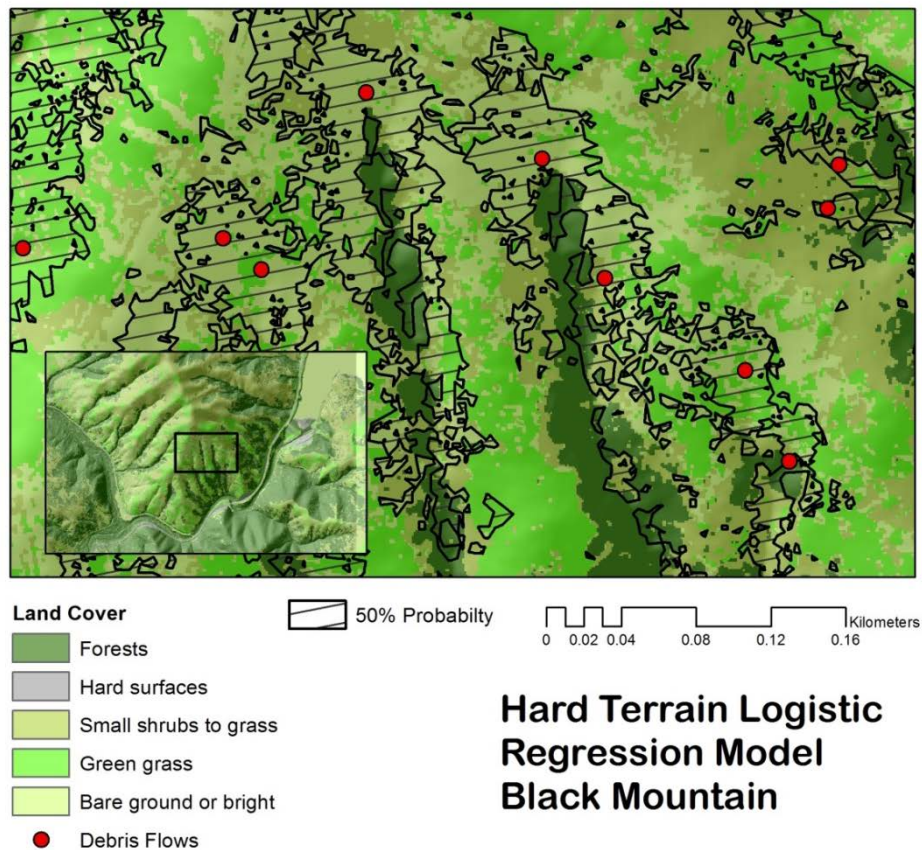 Land Cover
50% Probabilty
Kilometers
0 0.02 0.04 0.08 0.12 0.16
Forests
Hard surfaces
Small shrubs to grass
Green grass
Bare ground or bright
Debris Flows
Hard Terrain Logistic
Regression Model
Black Mountain